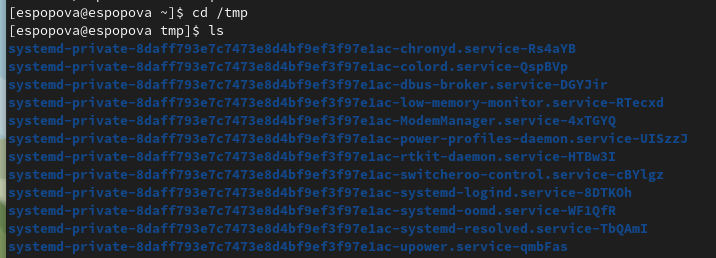 [espopova@espopova ~]$ cd /tmp
[espopova@espopova tmp]$ ls
systemd-private-8daff793e7c7473e8d4bf9ef3f97e1ac-chronyd.service-Rs4aYB
systemd-private-8daff793e7c7473e8d4bf9ef3f97e1ac-colord.service-QspBVp
systemd-private-8daff793e7c7473e8d4bf9ef3f97e1ac-dbus-broker.service-DGYJir
systemd-private-8daff793e7c7473e8d4bf9ef3f97e1ac-low-memory-monitor.service-RTecxd
systemd-private-8daff793e7c7473e8d4bf9ef3f97e1ac-ModemManager.service-4xTGYQ
systemd-private-8daff793e7c7473e8d4bf9ef3f97e1ac-power-profiles-daemon.service-UISzzJ
systemd-private-8daff793e7c7473e8d4bf9ef3f97e1ac-rtkit-daemon.service-HTBw3I
systemd-private-8daff793e7c7473e8d4bf9ef3f97e1ac-switcheroo-control.service-cBYlgz
systemd-private-8daff793e7c7473e8d4bf9ef3f97e1ac-systemd-logind.service-8DTKOh
systemd-private-8daff793e7c7473e8d4bf9ef3f97e1ac-systemd-oomd.service-WF1QfR
systemd-private-8daff793e7c7473e8d4bf9ef3f97e1ac-systemd-resolved.service-TbQAmI
systemd-private-8daff793e7c7473e8d4bf9ef3f97e1ac-upower.service-qmbFas